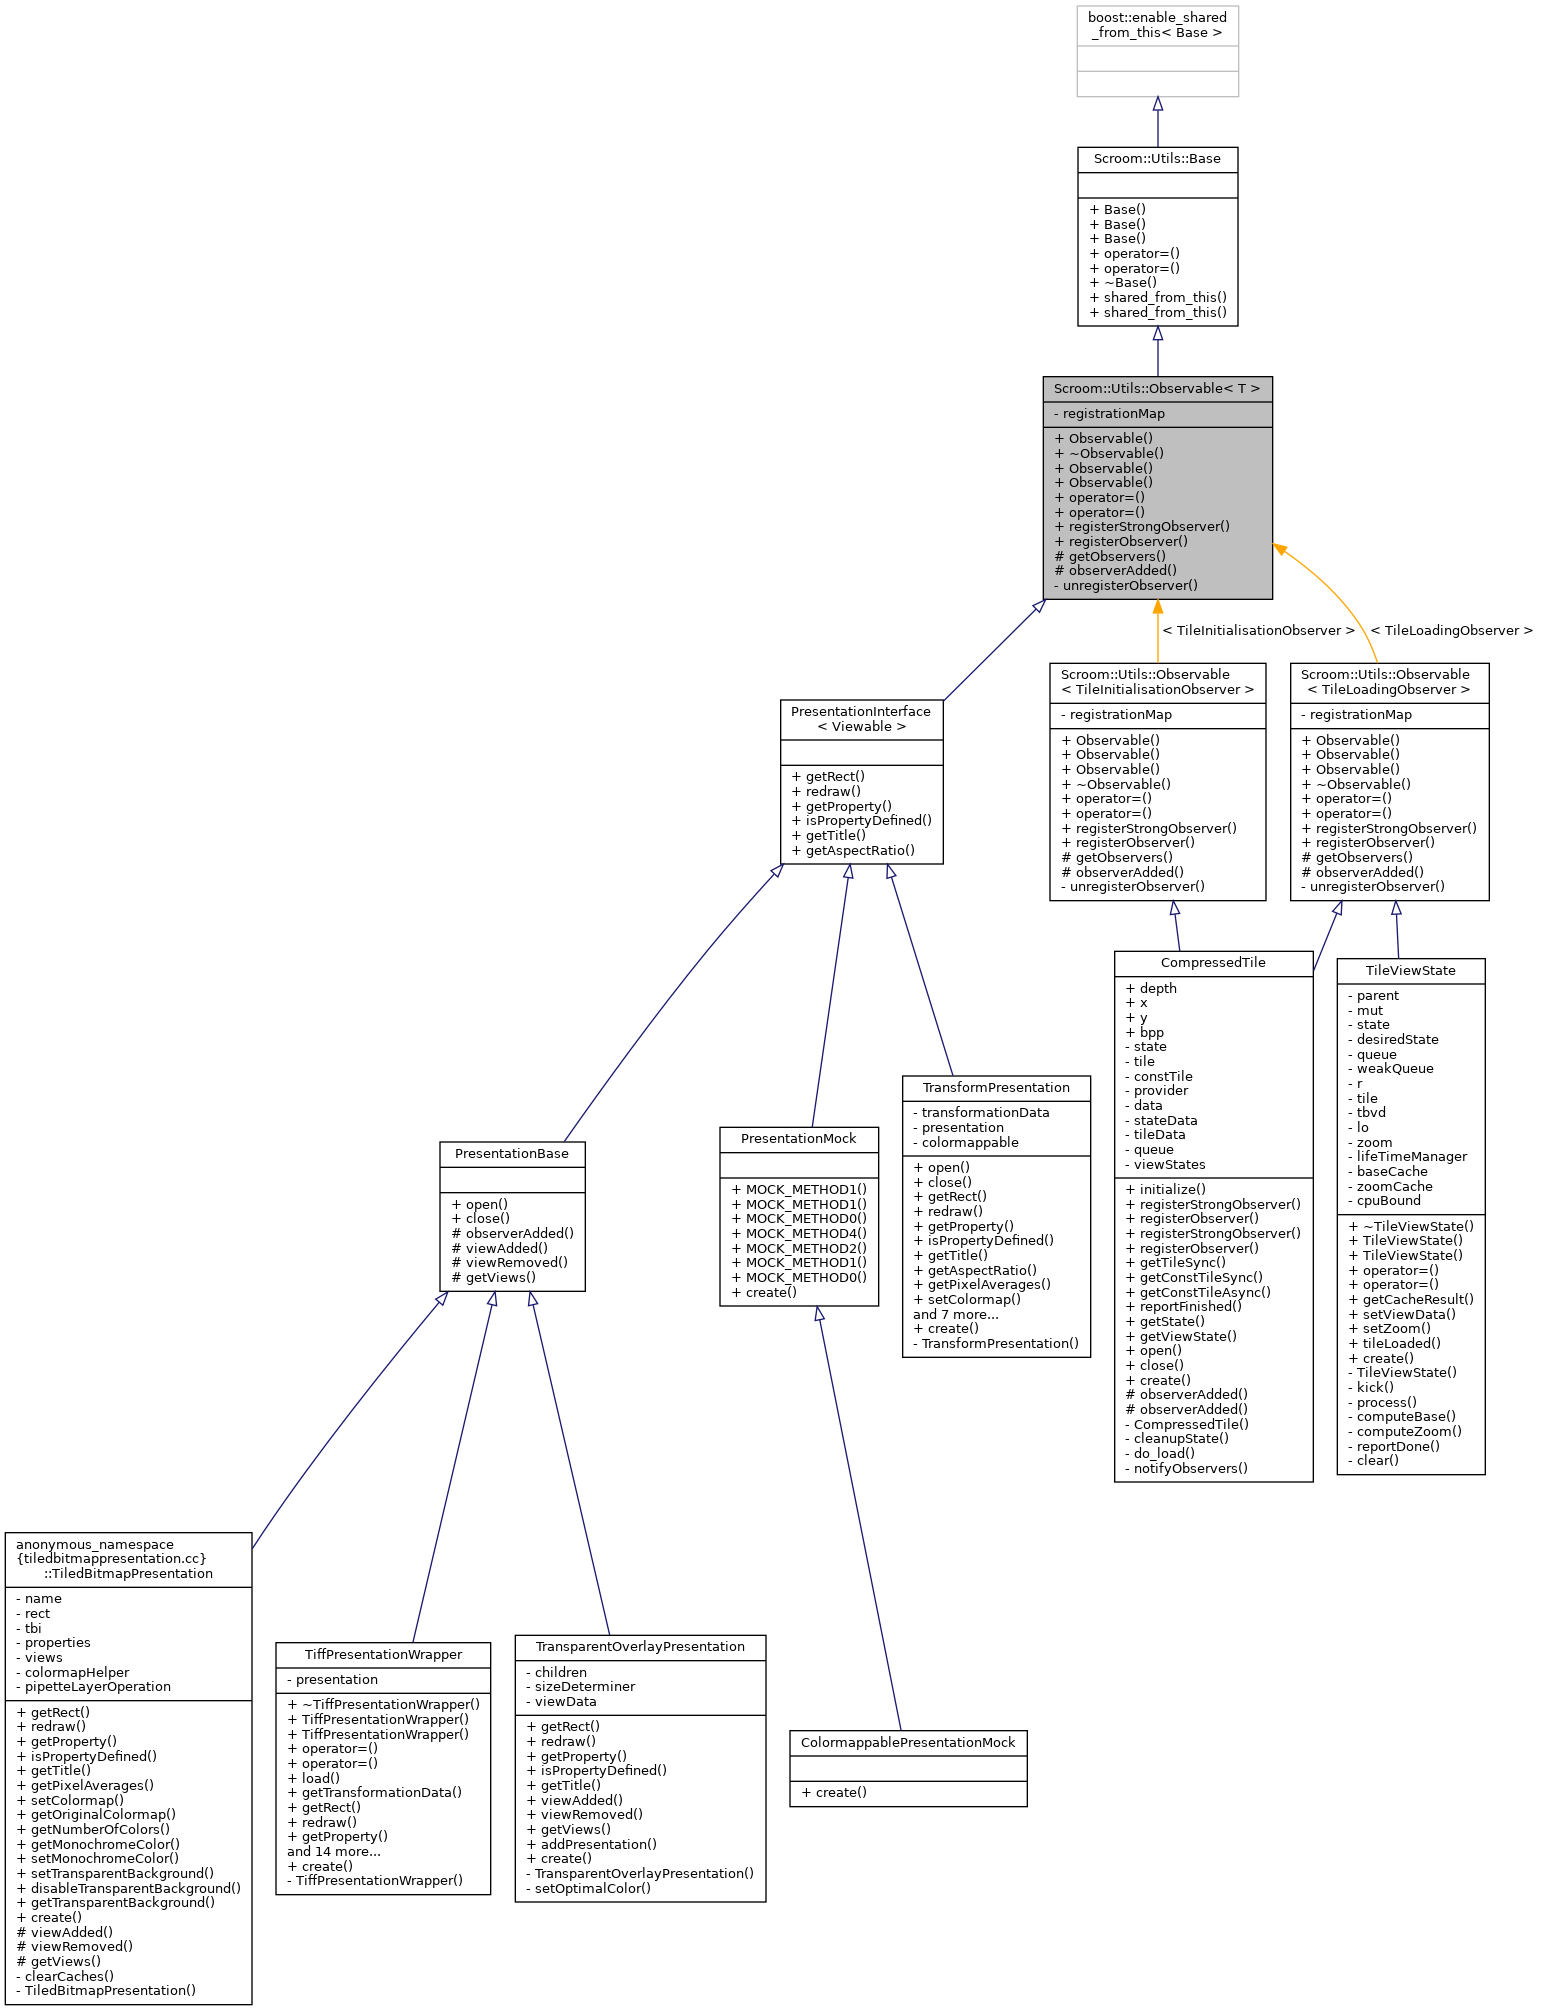 boost::enable_shared
_from_this< Base >
Scroom::Utils::Base
+ Base()
+ Base()
+ Base()
+ operator=()
+ operator=()
+ ~Base()
+ shared_from_this()
+ shared_from_this()
Scroom::Utils::Observable< T >
- registrationMap
+ Observable()
+ ~Observable()
+ Observable()
+ Observable()
+ operator=()
+ operator=()
+ registerStrongObserver()
+ registerObserver()
# getObservers()
# observerAdded()
- unregisterObserver()
< TileInitialisationObserver >
< TileLoadingObserver >
PresentationInterface
< Viewable >
+ getRect()
+ redraw()
+ getProperty()
+ isPropertyDefined()
+ getTitle()
+ getAspectRatio()
Scroom::Utils::Observable
< TileInitialisationObserver >
- registrationMap
+ Observable()
+ Observable()
+ Observable()
+ ~Observable()
+ operator=()
+ operator=()
+ registerStrongObserver()
+ registerObserver()
# getObservers()
# observerAdded()
- unregisterObserver()
Scroom::Utils::Observable
< TileLoadingObserver >
- registrationMap
+ Observable()
+ Observable()
+ Observable()
+ ~Observable()
+ operator=()
+ operator=()
+ registerStrongObserver()
+ registerObserver()
# getObservers()
# observerAdded()
- unregisterObserver()
CompressedTile
+ depth
+ x
+ y
+ bpp
- state
- tile
- constTile
- provider
- data
- stateData
- tileData
- queue
- viewStates
+ initialize()
+ registerStrongObserver()
+ registerObserver()
+ registerStrongObserver()
+ registerObserver()
+ getTileSync()
+ getConstTileSync()
+ getConstTileAsync()
+ reportFinished()
+ getState()
+ getViewState()
+ open()
+ close()
+ create()
# observerAdded()
# observerAdded()
- CompressedTile()
- cleanupState()
- do_load()
- notifyObservers()
TileViewState
- parent
- mut
- state
- desiredState
- queue
- weakQueue
- r
- tile
- tbvd
- lo
- zoom
- lifeTimeManager
- baseCache
- zoomCache
- cpuBound
+ ~TileViewState()
+ TileViewState()
+ TileViewState()
+ operator=()
+ operator=()
+ getCacheResult()
+ setViewData()
+ setZoom()
+ tileLoaded()
+ create()
- TileViewState()
- kick()
- process()
- computeBase()
- computeZoom()
- reportDone()
- clear()
TransformPresentation
- transformationData
- presentation
- colormappable
+ open()
+ close()
+ getRect()
+ redraw()
+ getProperty()
+ isPropertyDefined()
+ getTitle()
+ getAspectRatio()
+ getPixelAverages()
+ setColormap()
and 7 more...
+ create()
- TransformPresentation()
PresentationMock
+ MOCK_METHOD1()
+ MOCK_METHOD1()
+ MOCK_METHOD0()
+ MOCK_METHOD4()
+ MOCK_METHOD2()
+ MOCK_METHOD1()
+ MOCK_METHOD0()
+ create()
PresentationBase
+ open()
+ close()
# observerAdded()
# viewAdded()
# viewRemoved()
# getViews()
anonymous_namespace
{tiledbitmappresentation.cc}
::TiledBitmapPresentation
- name
- rect
- tbi
- properties
- views
- colormapHelper
- pipetteLayerOperation
+ getRect()
+ redraw()
+ getProperty()
+ isPropertyDefined()
+ getTitle()
+ getPixelAverages()
+ setColormap()
+ getOriginalColormap()
+ getNumberOfColors()
+ getMonochromeColor()
+ setMonochromeColor()
+ setTransparentBackground()
+ disableTransparentBackground()
+ getTransparentBackground()
+ create()
# viewAdded()
# viewRemoved()
# getViews()
- clearCaches()
- TiledBitmapPresentation()
TiffPresentationWrapper
- presentation
+ ~TiffPresentationWrapper()
+ TiffPresentationWrapper()
+ TiffPresentationWrapper()
+ operator=()
+ operator=()
+ load()
+ getTransformationData()
+ getRect()
+ redraw()
+ getProperty()
and 14 more...
+ create()
- TiffPresentationWrapper()
TransparentOverlayPresentation
- children
- sizeDeterminer
- viewData
+ getRect()
+ redraw()
+ getProperty()
+ isPropertyDefined()
+ getTitle()
+ viewAdded()
+ viewRemoved()
+ getViews()
+ addPresentation()
+ create()
- TransparentOverlayPresentation()
- setOptimalColor()
ColormappablePresentationMock
+ create()